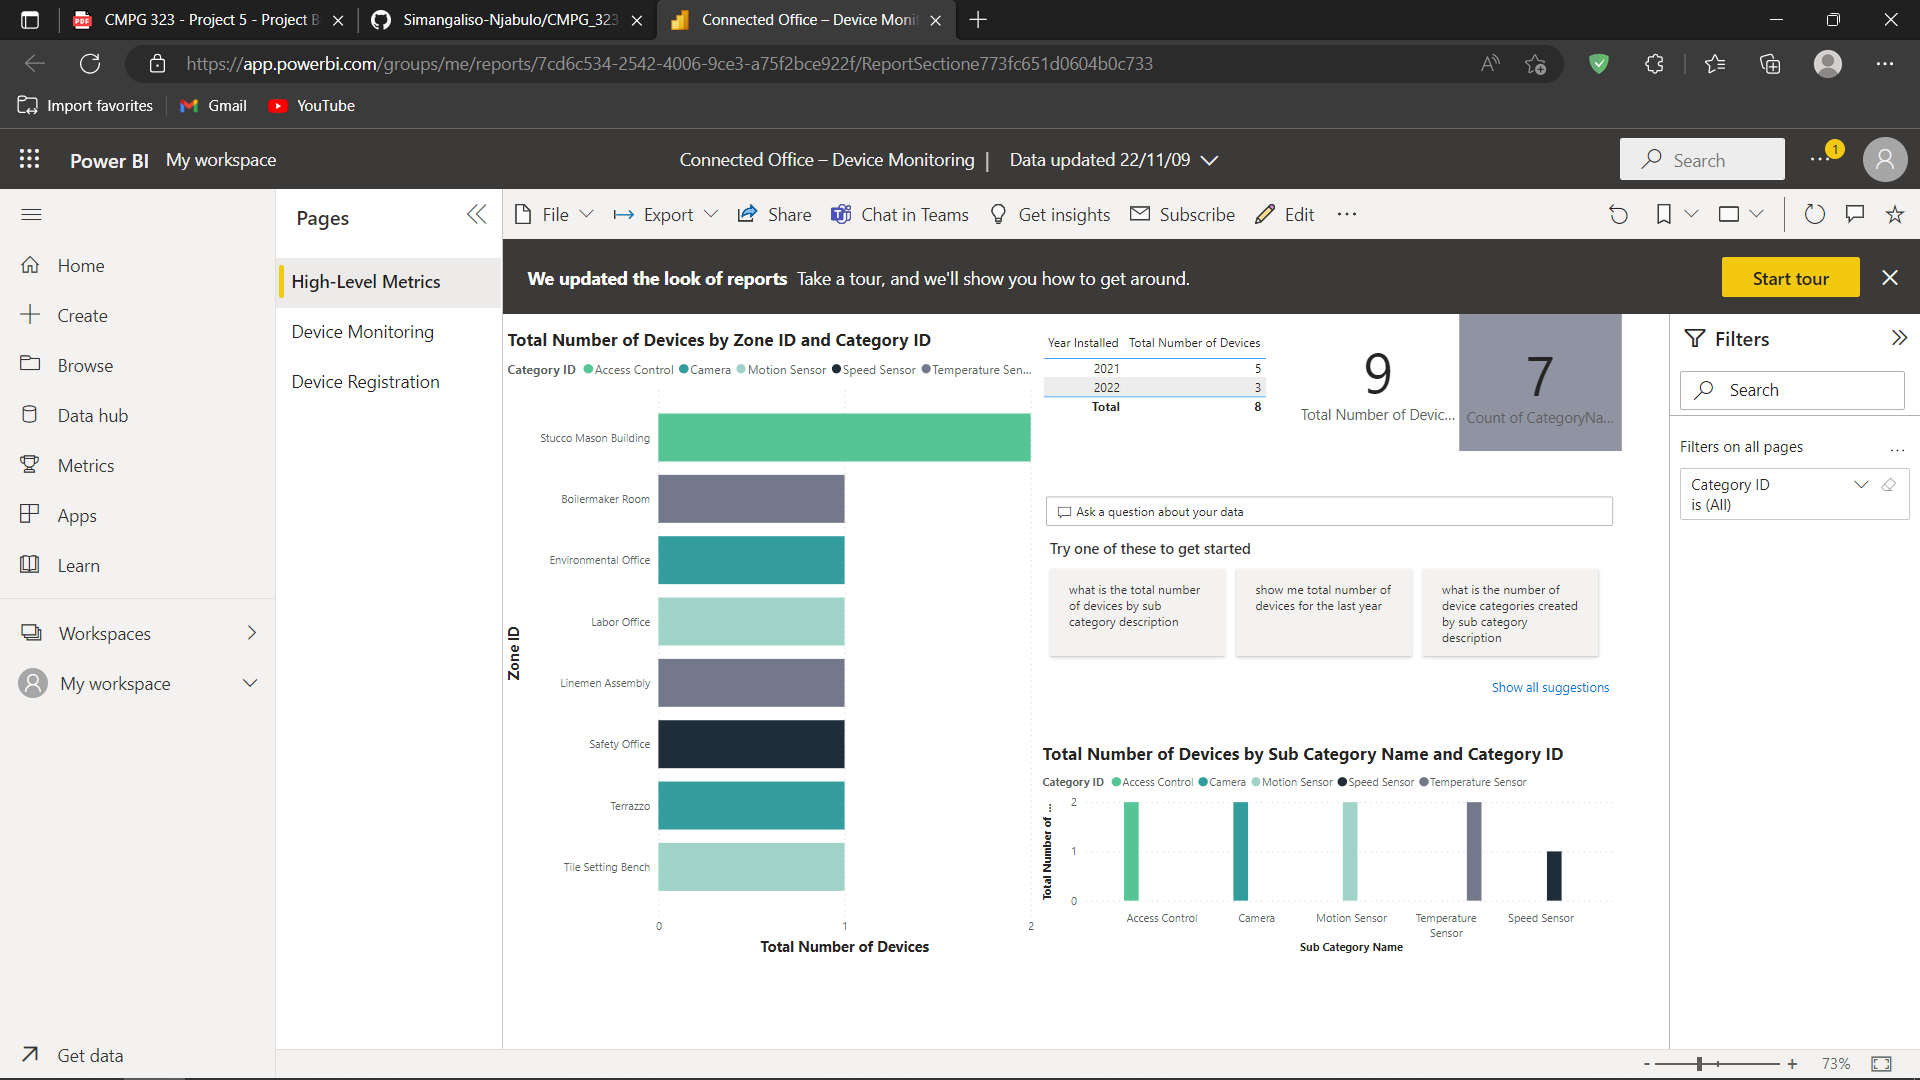 CMPG 323 - Project 5 - Project B
Simangaliso-Njabulo/CMPG_323
Connected Office – Device Monit
https://app.powerbi.com/groups/me/reports/7cd6c534-2542-4006-9ce3-a75f2bce922f/ReportSectione773fc651d0604b0c733
Import favorites
Gmail
YouTube
Power BI My workspace
Connected Office – Device Monitoring | Data updated 22/11/09
Search
1
Pages
File
Export
Share
Chat in Teams
Get insights
Subscribe
Edit
Home
Create
Browse
Data hub
Metrics
Apps
Learn
Workspaces
My workspace
Get data
High-Level Metrics
Device Monitoring
Device Registration
We updated the look of reports Take a tour, and we'll show you how to get around.
Start tour
Total Number of Devices by Zone ID and Category ID
Category ID Access Control Camera Motion Sensor Speed Sensor Temperature Sen...
Zone ID
Stucco Mason Building
Boilermaker Room
Environmental Office
Labor Office
Linemen Assembly
Safety Office
Terrazzo
Tile Setting Bench
0 1 2
Total Number of Devices
Year Installed Total Number of Devices
2021 5
2022 3
Total 8
9
Total Number of Devic...
7
Count of CategoryNa...
Ask a question about your data
Try one of these to get started
what is the total number
of devices by sub
category description
show me total number of
devices for the last year
what is the number of
device categories created
by sub category
description
Show all suggestions
Total Number of Devices by Sub Category Name and Category ID
Category ID Access Control Camera Motion Sensor Speed Sensor Temperature Sensor
Total Number of ...
2
1
0
Access Control
Camera
Motion Sensor
Temperature
Sensor
Speed Sensor
Sub Category Name
Filters
Search
Filters on all pages
...
Category ID
is (All)
- + 73%